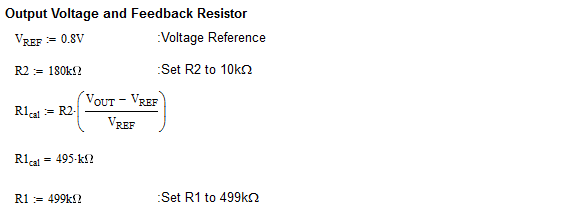 Output Voltage and Feedback Resistor
VREF := 0.8V :Voltage Reference
R2 := 180kΩ :Set R2 to 10kΩ
R1cal := R2·(VOUT − VREF / VREF)
R1cal = 495·kΩ
R1 := 499kΩ :Set R1 to 499kΩ